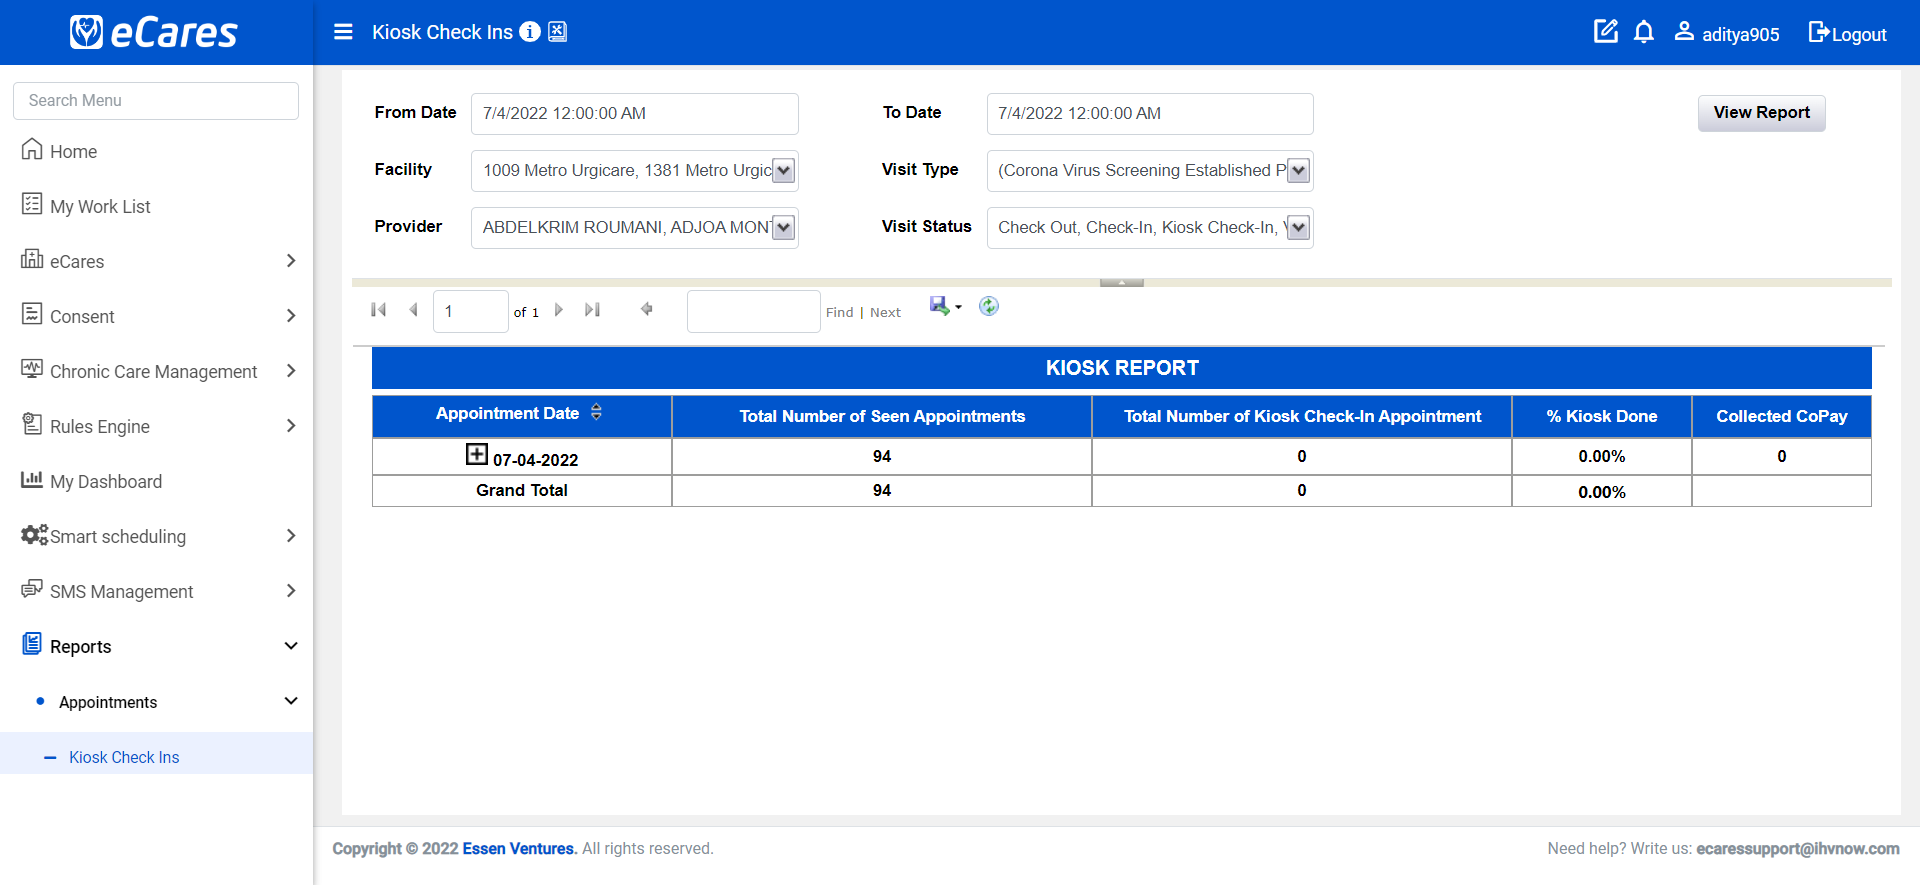 eCares
Kiosk Check Ins
aditya905
Logout
Search Menu
Home
My Work List
eCares
Consent
Chronic Care Management
Rules Engine
My Dashboard
Smart scheduling
SMS Management
Reports
Appointments
Kiosk Check Ins
From Date 7/4/2022 12:00:00 AM To Date 7/4/2022 12:00:00 AM View Report
Facility 1009 Metro Urgicare, 1381 Metro Urgic Visit Type (Corona Virus Screening Established P
Provider ABDELKRIM ROUMANI, ADJOA MONT Visit Status Check Out, Check-In, Kiosk Check-In, V
1 of 1 Find | Next
KIOSK REPORT
Appointment Date Total Number of Seen Appointments Total Number of Kiosk Check-In Appointment % Kiosk Done Collected CoPay
07-04-2022 94 0 0.00% 0
Grand Total 94 0 0.00%
Copyright © 2022 Essen Ventures. All rights reserved. Need help? Write us: ecaressupport@ihvnow.com